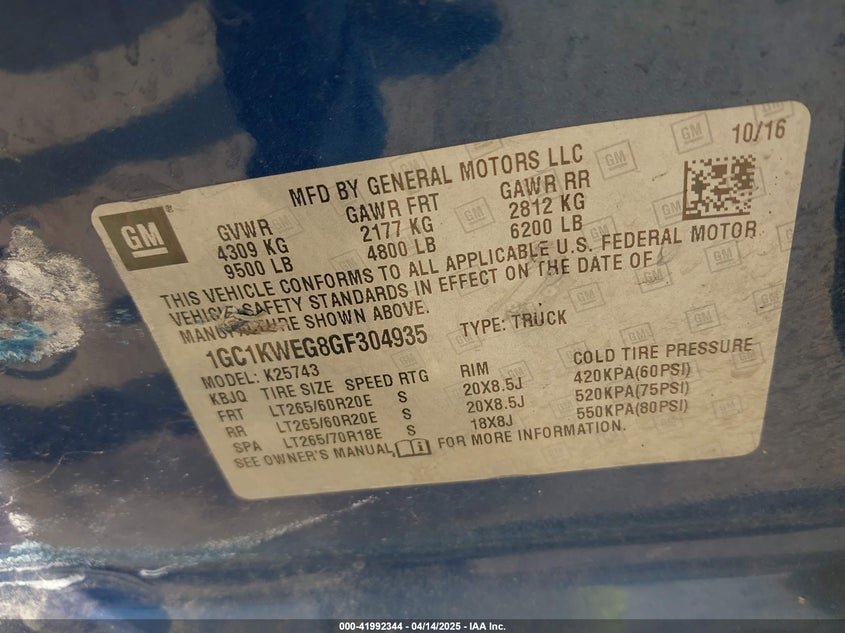 10/16
MFD BY GENERAL MOTORS LLC
GM
GVWR GAWR FRT GAWR RR
4309 KG 2177 KG 2812 KG
9500 LB 4800 LB 6200 LB
THIS VEHICLE CONFORMS TO ALL APPLICABLE U.S. FEDERAL MOTOR
VEHICLE SAFETY STANDARDS IN EFFECT ON THE DATE OF
MANUFACTURE SHOWN ABOVE.
1GC1KWEG8GF304935 TYPE: TRUCK
MODEL: K25743
KBJQ TIRE SIZE SPEED RTG RIM COLD TIRE PRESSURE
FRT LT265/60R20E S 20X8.5J 420KPA(60PSI)
RR LT265/60R20E S 20X8.5J 520KPA(75PSI)
SPA LT265/70R18E S 18X8J 550KPA(80PSI)
SEE OWNER'S MANUAL FOR MORE INFORMATION.
000-41992344 - 04/14/2025 - IAA Inc.